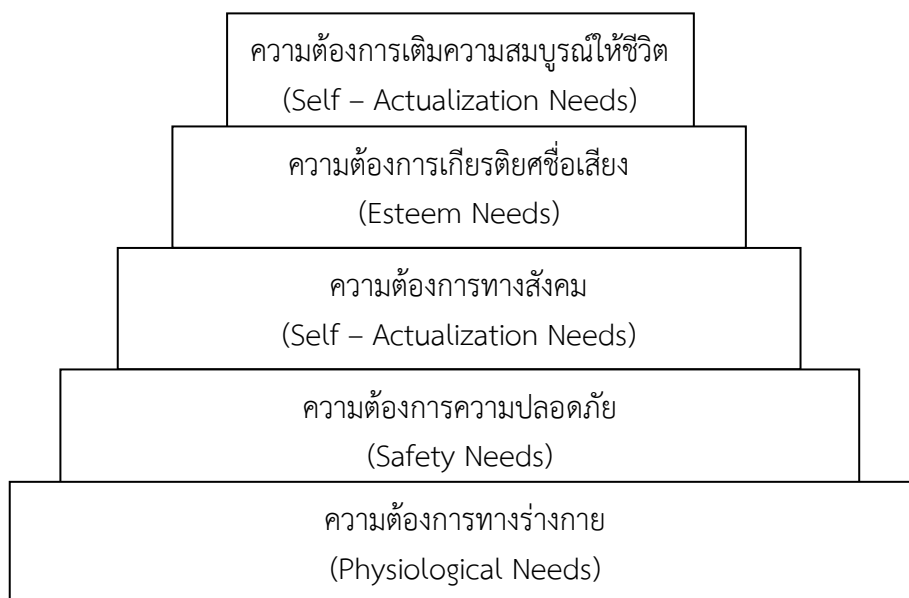 ความต้องการเติมความสมบูรณ์ให้ชีวิต
(Self – Actualization Needs)
ความต้องการเกียรติยศชื่อเสียง
(Esteem Needs)
ความต้องการทางสังคม
(Self – Actualization Needs)
ความต้องการความปลอดภัย
(Safety Needs)
ความต้องการทางร่างกาย
(Physiological Needs)